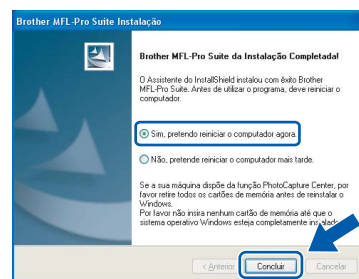 Brother MFL-Pro Suite Instalação
Brother MFL-Pro Suite da Instalação Completada!
O Assistente do InstallShield instalou com êxito Brother
MFL-Pro Suite. Antes de utilizar o programa, deve reiniciar o
computador.
Sim, pretendo reiniciar o computador agora.
Não, pretende reiniciar o computador mais tarde.
Se a sua máquina dispõe da função PhotoCapture Center, por
favor retire todos os cartões de memória antes de reinstalar o
Windows.
Por favor não insira nenhum cartão de memória até que o
sistema operativo Windows esteja completamente instalado
< Anterior
Concluir
Cancelar